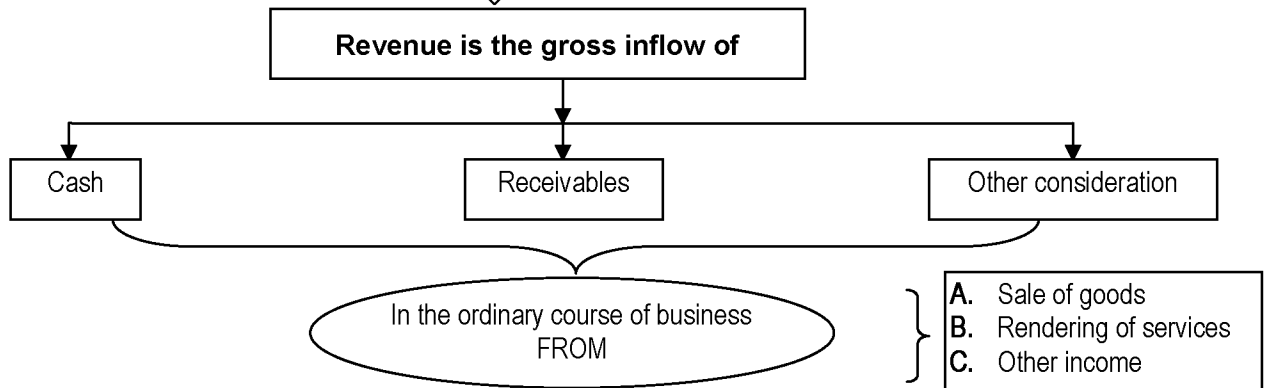 Revenue is the gross inflow of
Cash
Receivables
Other consideration
In the ordinary course of business
FROM
A. Sale of goods
B. Rendering of services
C. Other income